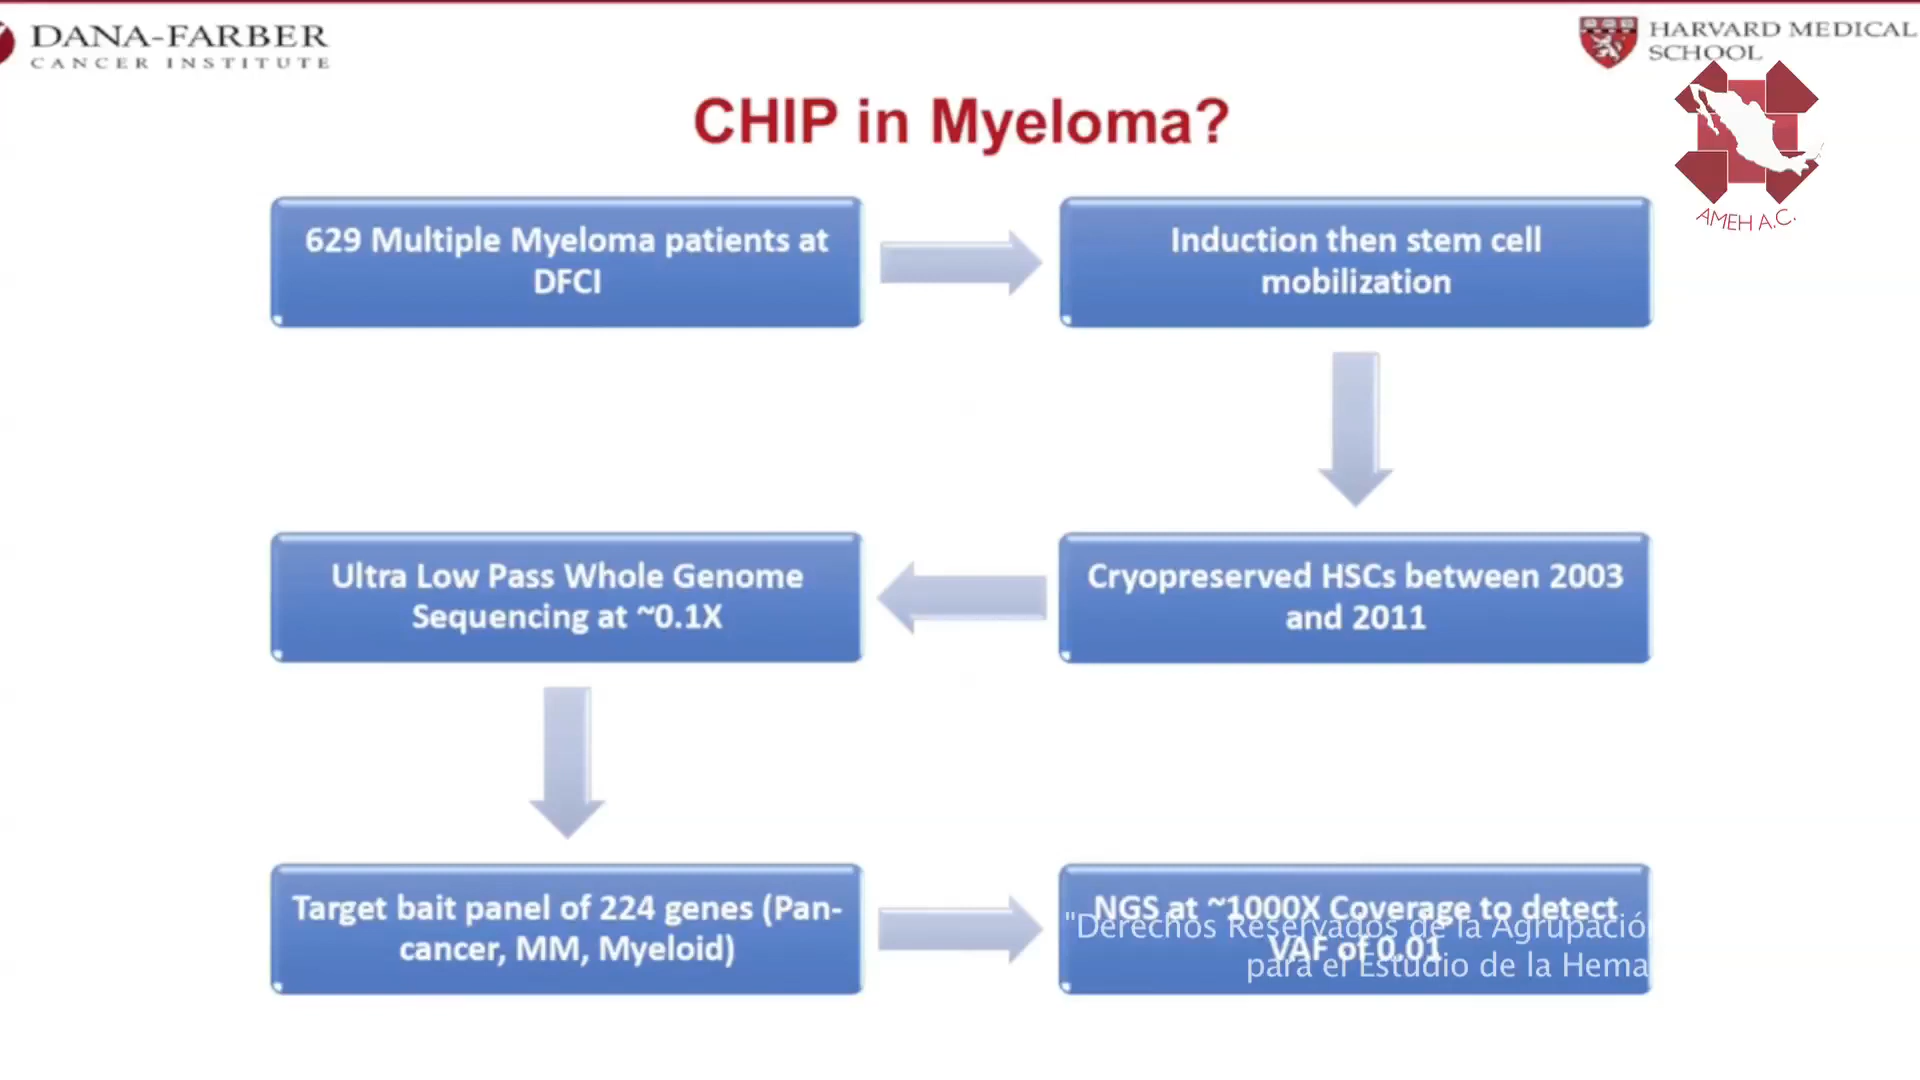 DANA-FARBER
CANCER INSTITUTE
HARVARD MEDICAL
SCHOOL
AMEH A.C.
CHIP in Myeloma?
629 Multiple Myeloma patients at
DFCI
Induction then stem cell
mobilization
Cryopreserved HSCs between 2003
and 2011
Ultra Low Pass Whole Genome
Sequencing at ~0.1X
Target bait panel of 224 genes (Pan-
cancer, MM, Myeloid)
NGS at ~1000X Coverage to detect
VAF of 0.01
"Derechos Reservados de la Agrupació
para el Estudio de la Hema